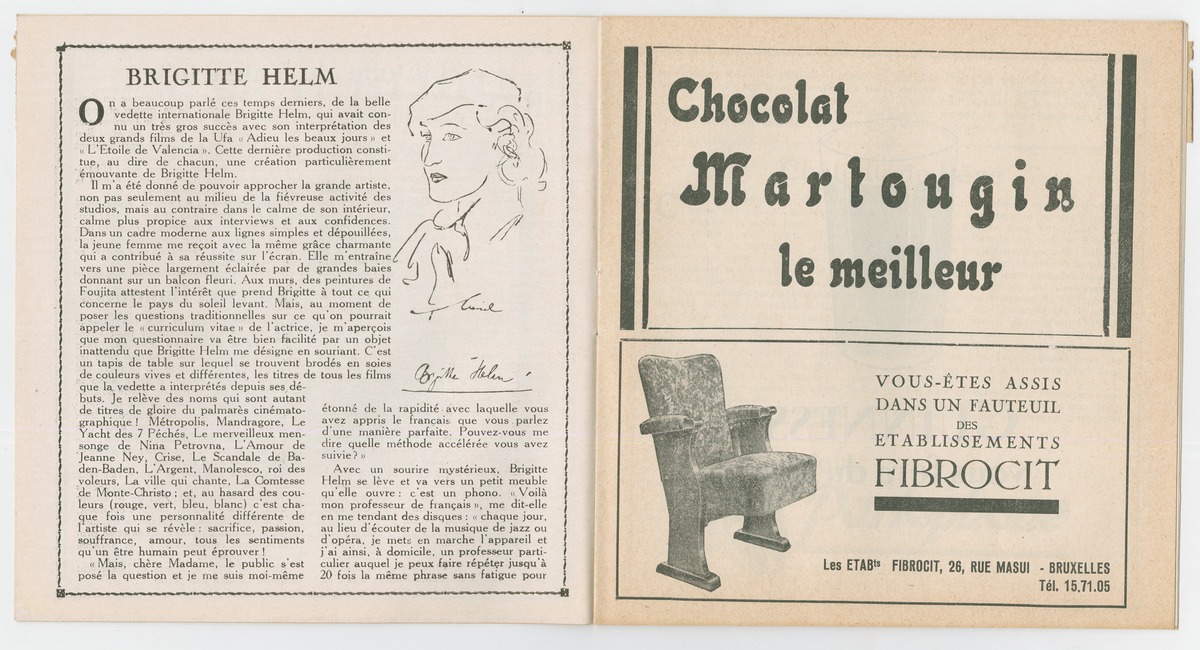 BRIGITTE HELM
On a beaucoup parlé ces temps derniers, de la belle
vedette internationale Brigitte Helm, qui avait con-
nu un très gros succès avec son interprétation des
deux grands films de la Ufa « Adieu les beaux jours » et
« L'Etoile de Valencia ». Cette dernière production consti-
tue, au dire de chacun, une création particulièrement
émouvante de Brigitte Helm.
Il m'a été donné de pouvoir approcher la grande artiste,
non pas seulement au milieu de la fiévreuse activité des
studios, mais au contraire dans le calme de son intérieur,
calme plus propice aux interviews et aux confidences.
Dans un cadre moderne aux lignes simples et dépouillées,
la jeune femme me reçoit avec la même grâce charmante
qui a contribué à sa réussite sur l'écran. Elle m'entraîne
vers une pièce largement éclairée par de grandes baies
donnant sur un balcon fleuri. Aux murs, des peintures de
Foujita attestent l'intérêt que prend Brigitte à tout ce qui
concerne le pays du soleil levant. Mais, au moment de
poser les questions traditionnelles sur ce qu'on pourrait
appeler le « curriculum vitae » de l'actrice, je m'aperçois
que mon questionnaire va être bien facilité par un objet
inattendu que Brigitte Helm me désigne en souriant. C'est
un tapis de table sur lequel se trouvent brodés en soies
de couleurs vives et différentes, les titres de tous les films
que la vedette a interprétés depuis ses dé-
buts. Je relève des noms qui sont autant
de titres de gloire du palmarès cinémato-
graphique ! Métropolis, Mandragore, Le
Yacht des 7 Péchés, Le merveilleux men-
songe de Nina Petrovna, L'Amour de
Jeanne Ney, Crise, Le Scandale de Ba-
den-Baden, L'Argent, Manolesco, roi des
voleurs, La ville qui chante, La Comtesse
de Monte-Christo ; et, au hasard des cou-
leurs (rouge, vert, bleu, blanc) c'est cha-
que fois une personnalité différente de
l'artiste qui se révèle : sacrifice, passion,
souffrance, amour, tous les sentiments
qu'un être humain peut éprouver !
« Mais, chère Madame, le public s'est
posé la question et je me suis moi-même
Brigitte Helm
étonné de la rapidité avec laquelle vous
avez appris le français que vous parlez
d'une manière parfaite. Pouvez-vous me
dire quelle méthode accélérée vous avez
suivie ? »
Avec un sourire mystérieux, Brigitte
Helm se lève et va vers un petit meuble
qu'elle ouvre : c'est un phono. « Voilà
mon professeur de français », me dit-elle
en me tendant des disques : « chaque jour,
au lieu d'écouter de la musique de jazz ou
d'opéra, je mets en marche l'appareil et
j'ai ainsi, à domicile, un professeur parti-
culier auquel je peux faire répéter jusqu'à
20 fois la même phrase sans fatigue pour
Chocolat
Martougin
le meilleur
VOUS-ÊTES ASSIS
DANS UN FAUTEUIL
DES
ETABLISSEMENTS
FIBROCIT
Les ETABts FIBROCIT, 26, RUE MASUI - BRUXELLES
Tél. 15.71.05